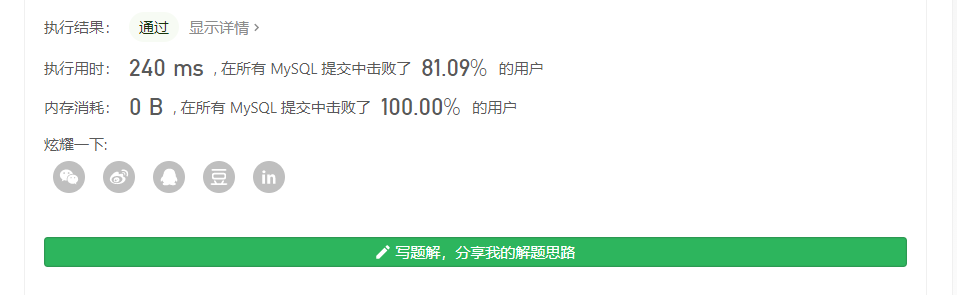 执行结果： 通过 显示详情 ›
执行用时： 240 ms , 在所有 MySQL 提交中击败了 81.09% 的用户
内存消耗： 0 B , 在所有 MySQL 提交中击败了 100.00% 的用户
炫耀一下:
豆 in
写题解，分享我的解题思路